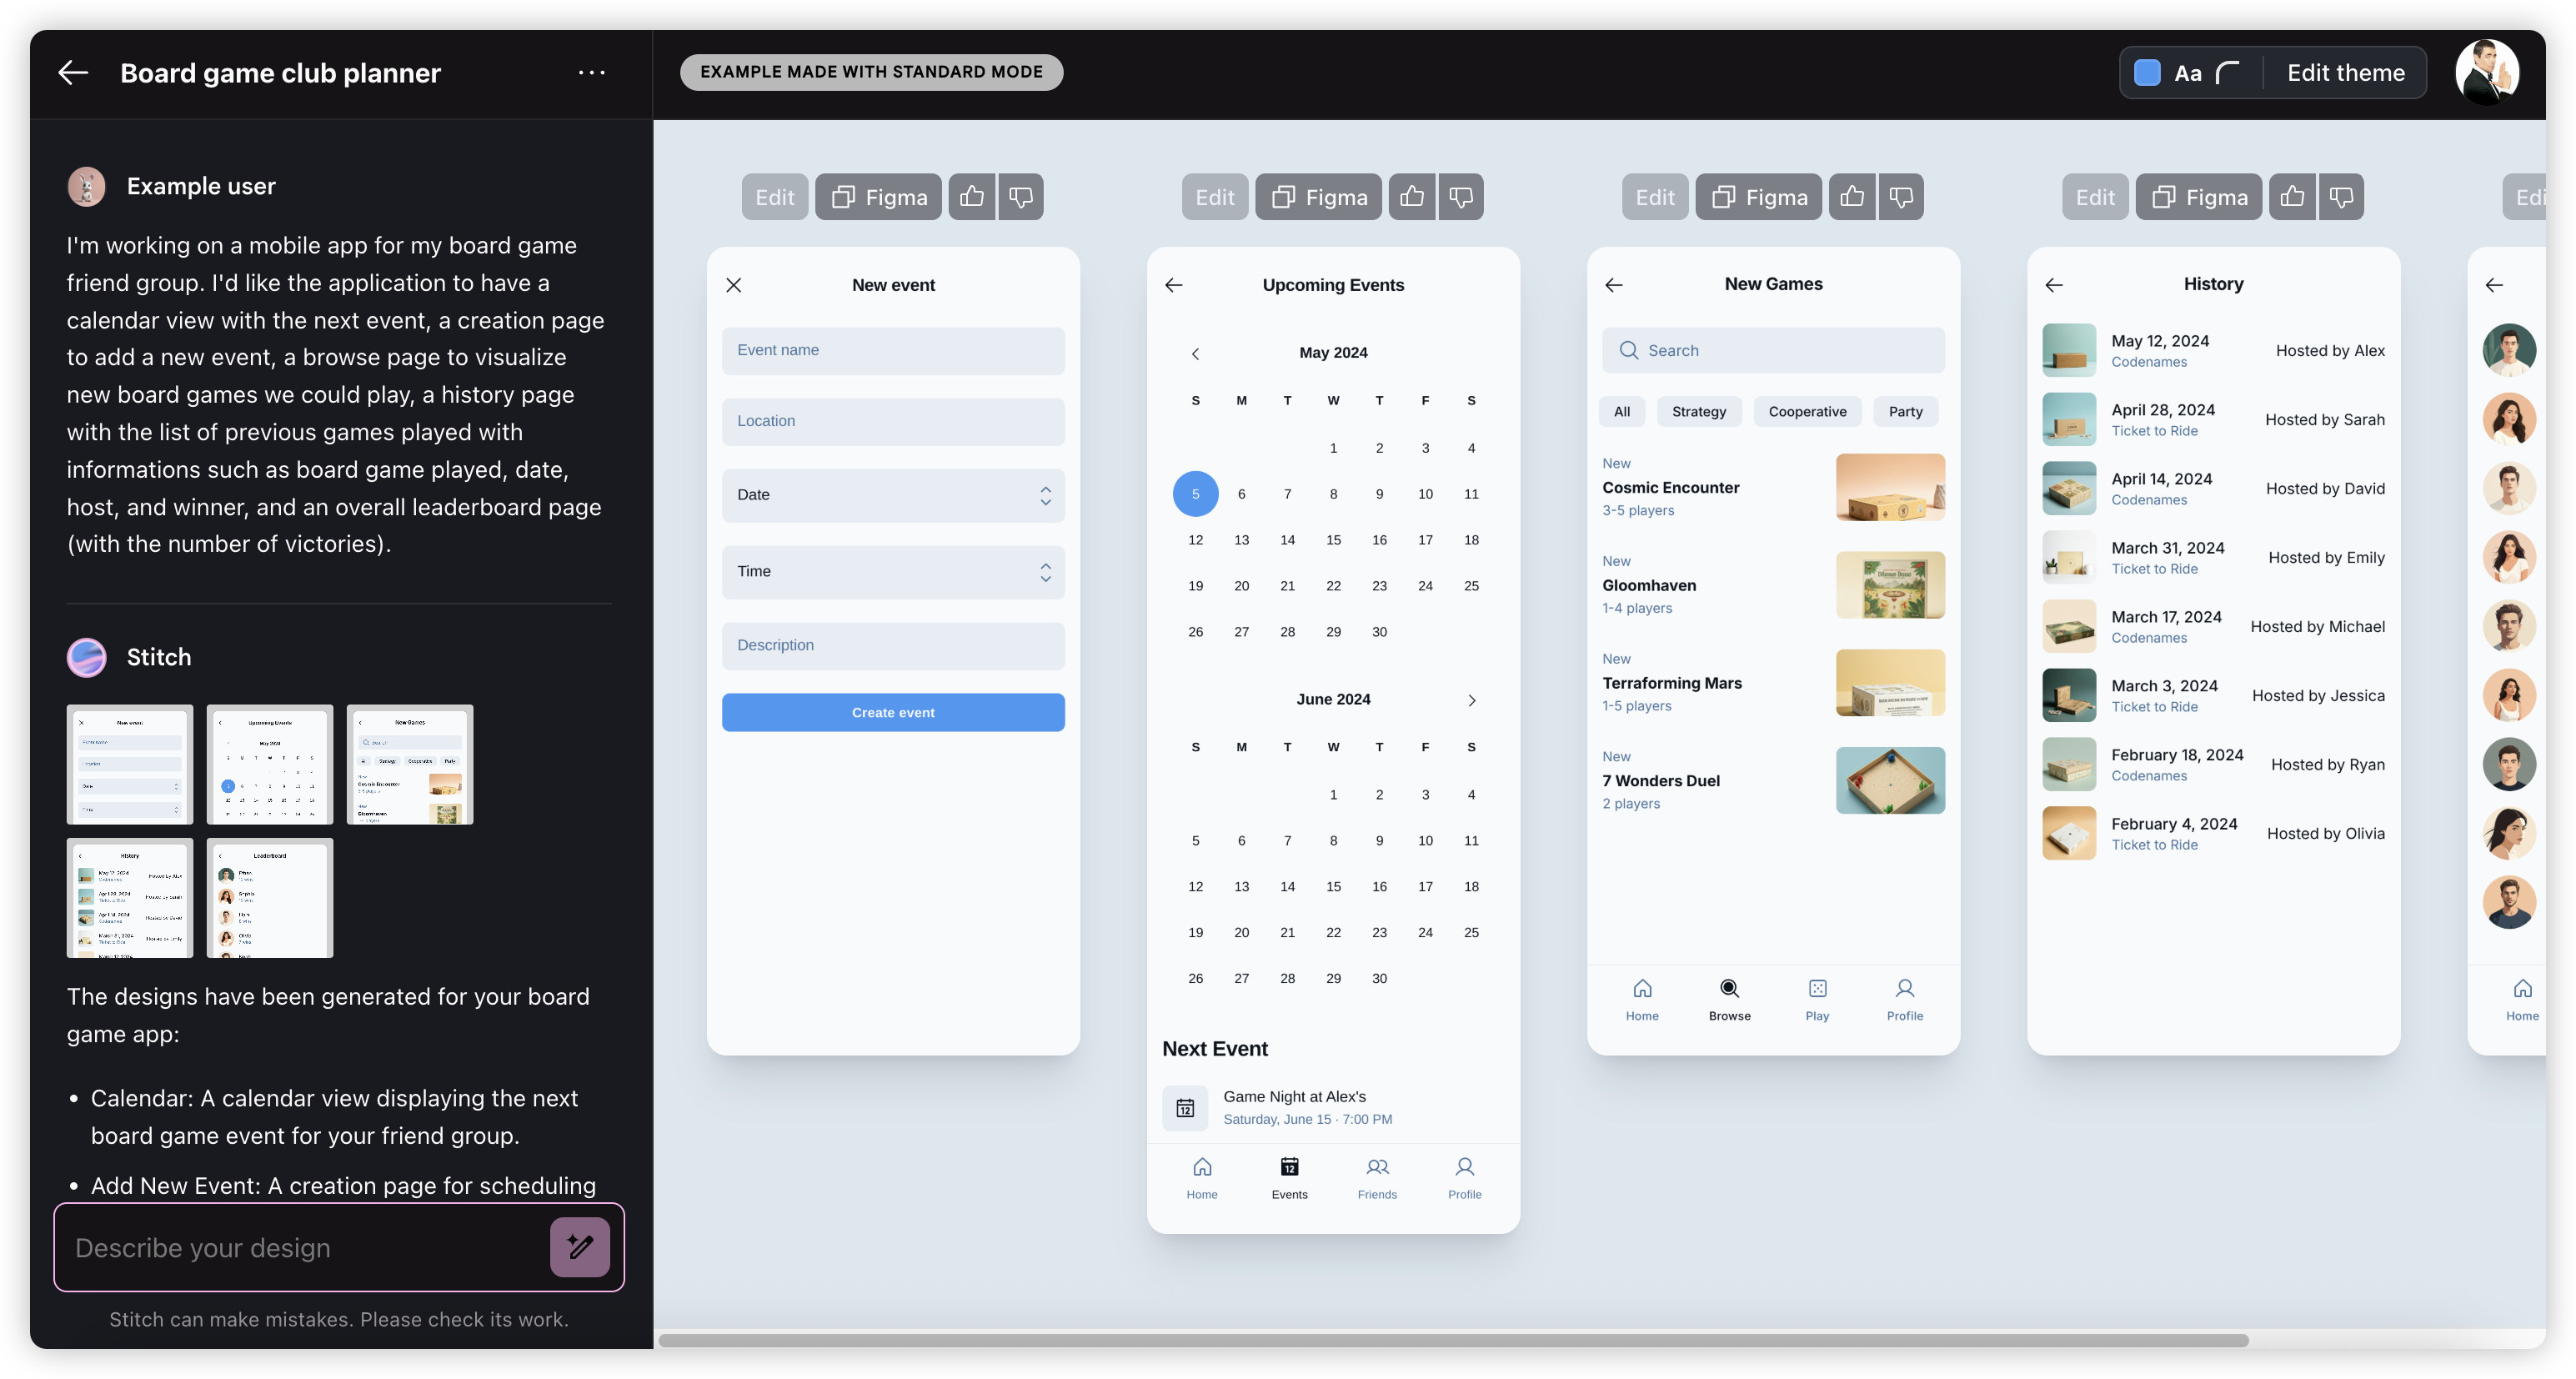 Board game club planner
EXAMPLE MADE WITH STANDARD MODE
Aa
Edit theme
Example user
I'm working on a mobile app for my board game
friend group. I'd like the application to have a
calendar view with the next event, a creation page
to add a new event, a browse page to visualize
new board games we could play, a history page
with the list of previous games played with
informations such as board game played, date,
host, and winner, and an overall leaderboard page
(with the number of victories).
Stitch
New event
Upcoming Events
New Games
History
Leaderboard
The designs have been generated for your board
game app:
• Calendar: A calendar view displaying the next
board game event for your friend group.
• Add New Event: A creation page for scheduling
Describe your design
Stitch can make mistakes. Please check its work.
Edit Figma
New event
Event name
Location
Date
Time
Description
Create event
Edit Figma
Upcoming Events
May 2024
S M T W T F S
1 2 3 4
5 6 7 8 9 10 11
12 13 14 15 16 17 18
19 20 21 22 23 24 25
26 27 28 29 30
June 2024
S M T W T F S
1 2 3 4
5 6 7 8 9 10 11
12 13 14 15 16 17 18
19 20 21 22 23 24 25
26 27 28 29 30
Next Event
12
Game Night at Alex's
Saturday, June 15 · 7:00 PM
12
Home Events Friends Profile
Edit Figma
New Games
Search
All Strategy Cooperative Party
New
Cosmic Encounter
3-5 players
New
Gloomhaven
1-4 players
New
Terraforming Mars
1-5 players
New
7 Wonders Duel
2 players
Home Browse Play Profile
Edit Figma
History
May 12, 2024
Codenames
Hosted by Alex
April 28, 2024
Ticket to Ride
Hosted by Sarah
April 14, 2024
Codenames
Hosted by David
March 31, 2024
Ticket to Ride
Hosted by Emily
March 17, 2024
Codenames
Hosted by Michael
March 3, 2024
Ticket to Ride
Hosted by Jessica
February 18, 2024
Codenames
Hosted by Ryan
February 4, 2024
Ticket to Ride
Hosted by Olivia
Edi
Home